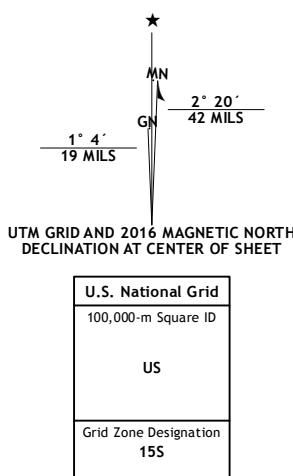 MN
GN
2° 20´
42 MILS
1° 4´
19 MILS
UTM GRID AND 2016 MAGNETIC NORTH
DECLINATION AT CENTER OF SHEET
U.S. National Grid
100,000-m Square ID
US
Grid Zone Designation
15S